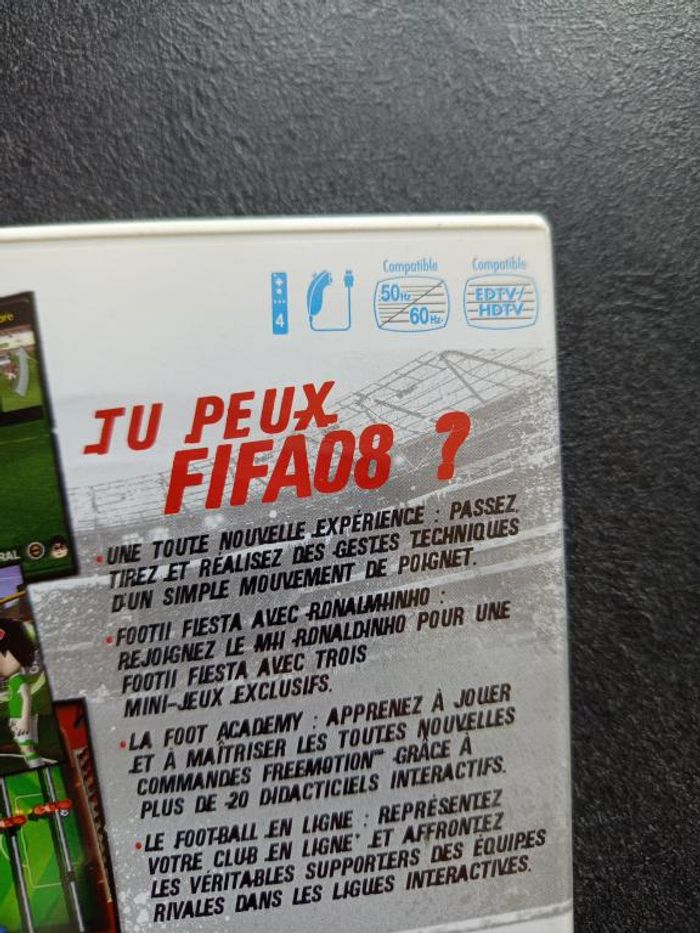 Compatible
Compatible
50Hz
60Hz
EDTV/
HDTV
4
TU PEUX
FIFA08 ?
• UNE TOUTE NOUVELLE EXPÉRIENCE : PASSEZ,
TIREZ ET RÉALISEZ DES GESTES TECHNIQUES
D'UN SIMPLE MOUVEMENT DE POIGNET.
• FOOTII FIESTA AVEC RONALMIINHO :
REJOIGNEZ LE MII RONALDINHO POUR UNE
FOOTII FIESTA AVEC TROIS
MINI-JEUX EXCLUSIFS.
• LA FOOT ACADEMY : APPRENEZ À JOUER
ET À MAÎTRISER LES TOUTES NOUVELLES
COMMANDES FREEMOTION™ GRÂCE À
PLUS DE 20 DIDACTICIELS INTERACTIFS.
• LE FOOTBALL EN LIGNE : REPRÉSENTEZ
VOTRE CLUB EN LIGNE* ET AFFRONTEZ
LES VÉRITABLES SUPPORTERS DES ÉQUIPES
RIVALES DANS LES LIGUES INTERACTIVES.